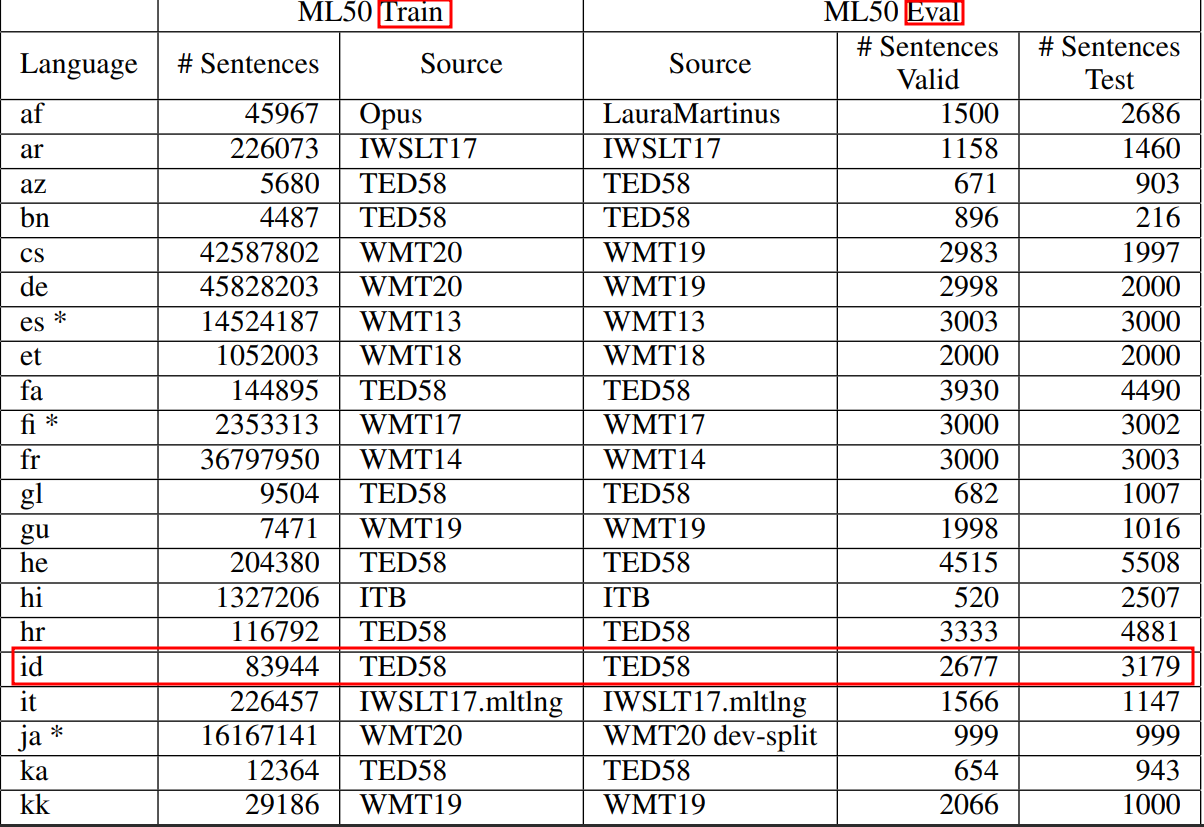 ML50 Train ML50 Eval
Language # Sentences Source Source # Sentences Valid # Sentences Test
af 45967 Opus LauraMartinus 1500 2686
ar 226073 IWSLT17 IWSLT17 1158 1460
az 5680 TED58 TED58 671 903
bn 4487 TED58 TED58 896 216
cs 42587802 WMT20 WMT19 2983 1997
de 45828203 WMT20 WMT19 2998 2000
es * 14524187 WMT13 WMT13 3003 3000
et 1052003 WMT18 WMT18 2000 2000
fa 144895 TED58 TED58 3930 4490
fi * 2353313 WMT17 WMT17 3000 3002
fr 36797950 WMT14 WMT14 3000 3003
gl 9504 TED58 TED58 682 1007
gu 7471 WMT19 WMT19 1998 1016
he 204380 TED58 TED58 4515 5508
hi 1327206 ITB ITB 520 2507
hr 116792 TED58 TED58 3333 4881
id 83944 TED58 TED58 2677 3179
it 226457 IWSLT17.mltlng IWSLT17.mltlng 1566 1147
ja * 16167141 WMT20 WMT20 dev-split 999 999
ka 12364 TED58 TED58 654 943
kk 29186 WMT19 WMT19 2066 1000